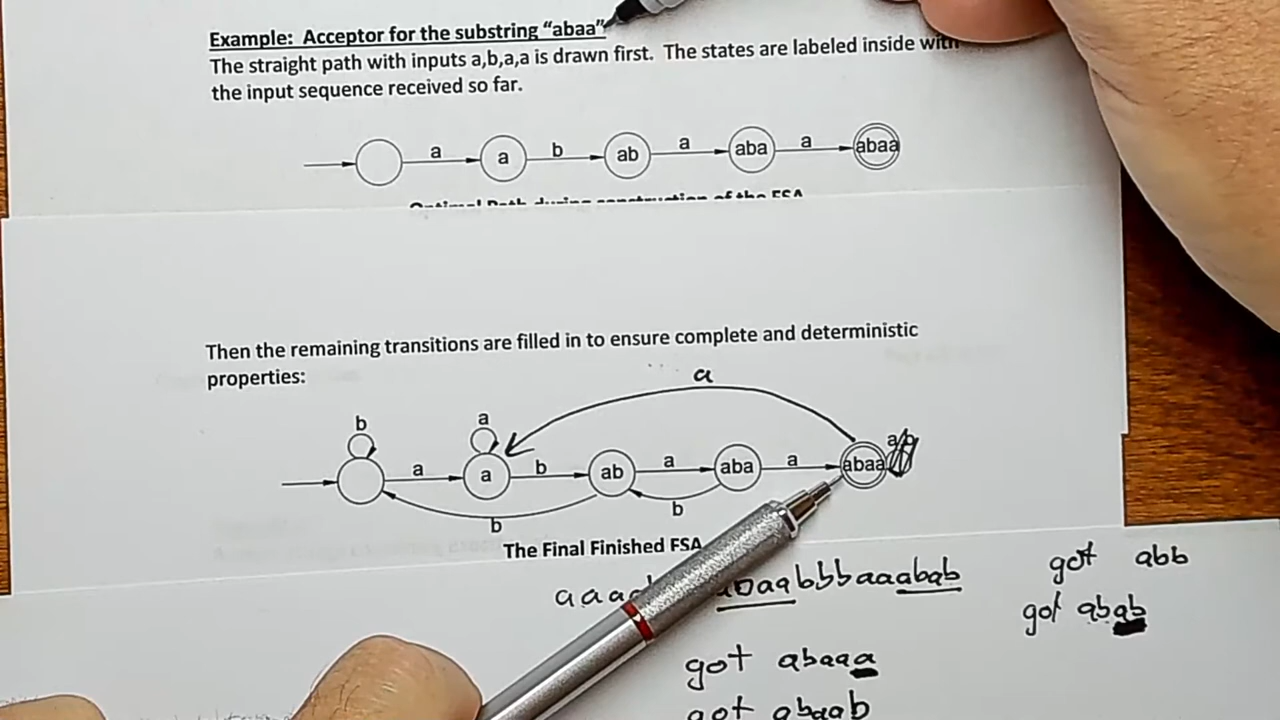 Example: Acceptor for the substring "abaa"
The straight path with inputs a,b,a,a is drawn first. The states are labeled inside with
the input sequence received so far.
a b a a
a ab aba abaa
Then the remaining transitions are filled in to ensure complete and deterministic
properties:
a
b a a/b
a b a a
a ab aba abaa
b b
The Final Finished FSA
got abb
got abab
got abaaa
got abaab